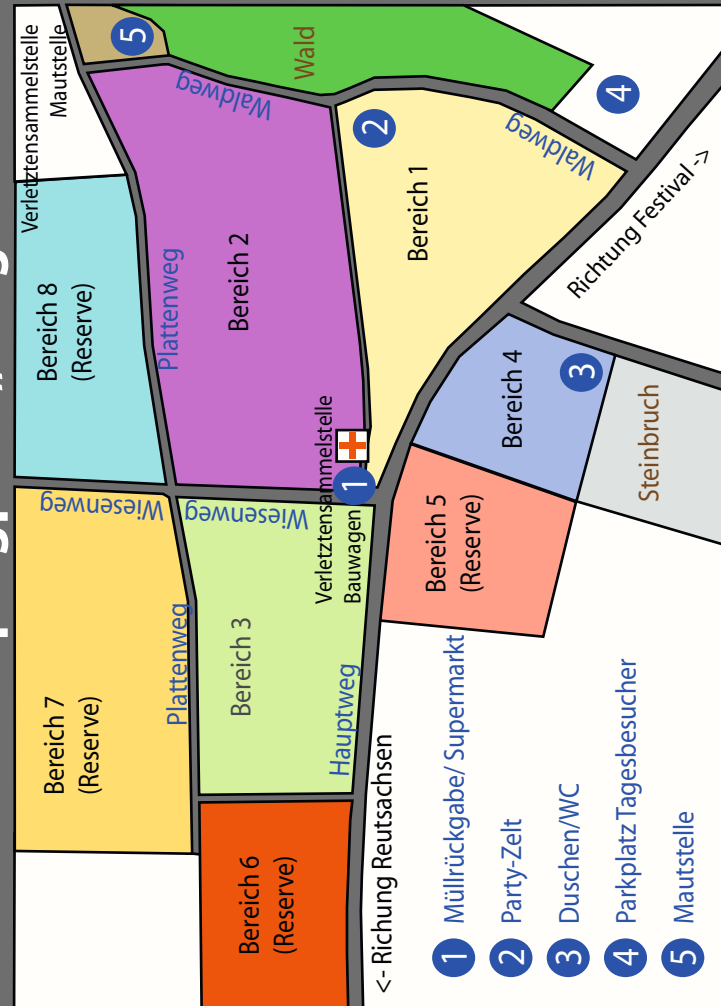 Verletztensammelstelle
Mautstelle
5
Wald
Waldweg
2
4
Waldweg
Bereich 8
(Reserve)
Plattenweg
Bereich 2
Bereich 1
Richtung Festival ->
Wiesenweg
Wiesenweg
Verletztensammelstelle
Bauwagen
1
Bereich 4
3
Steinbruch
Bereich 5
(Reserve)
Bereich 7
(Reserve)
Plattenweg
Bereich 3
Hauptweg
Bereich 6
(Reserve)
<- Richung Reutsachsen
1 Müllrückgabe/ Supermarkt
2 Party-Zelt
3 Duschen/WC
4 Parkplatz Tagesbesucher
5 Mautstelle